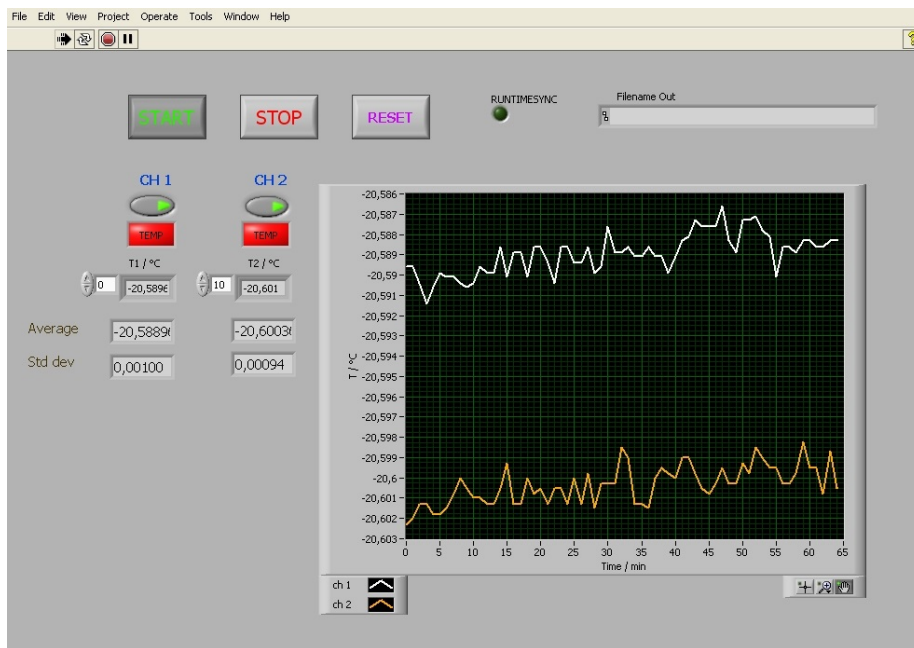 File Edit View Project Operate Tools Window Help
START STOP RESET RUNTIMESYNC Filename Out
CH 1 CH 2
TEMP TEMP
T1 / °C T2 / °C
0 -20,5896 10 -20,601
Average -20,5889 -20,6003
Std dev 0,00100 0,00094
T / °C
-20,586
-20,587
-20,588
-20,589
-20,59
-20,591
-20,592
-20,593
-20,594
-20,595
-20,596
-20,597
-20,598
-20,599
-20,6
-20,601
-20,602
-20,603
0 5 10 15 20 25 30 35 40 45 50 55 60 65
Time / min
ch 1
ch 2